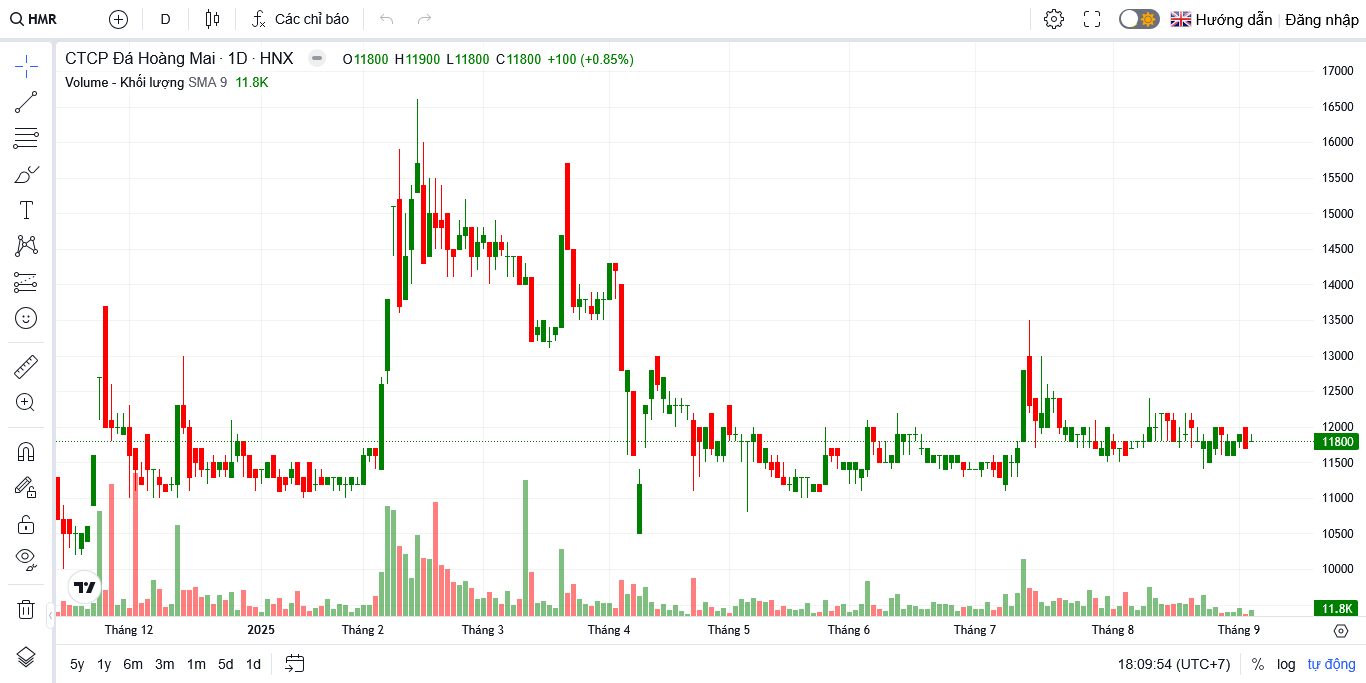 HMR D Các chỉ báo Hướng dẫn Đăng nhập
CTCP Đá Hoàng Mai · 1D · HNX O11800 H11900 L11800 C11800 +100 (+0.85%)
Volume - Khối lượng SMA 9 11.8K
17000
16500
16000
15500
15000
14500
14000
13500
13000
12500
12000
11800
11500
11000
10500
10000
11.8K
Tháng 12 2025 Tháng 2 Tháng 3 Tháng 4 Tháng 5 Tháng 6 Tháng 7 Tháng 8 Tháng 9
5y 1y 6m 3m 1m 5d 1d 18:09:54 (UTC+7) % log tự động